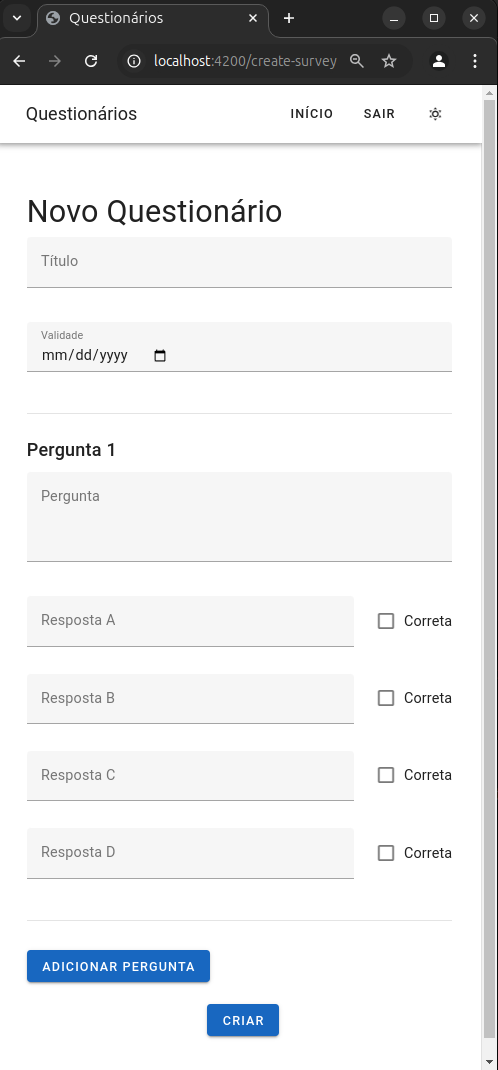 Questionários
localhost:4200/create-survey
Questionários INÍCIO SAIR
Novo Questionário
Título
Validade
mm/dd/yyyy
Pergunta 1
Pergunta
Resposta A Correta
Resposta B Correta
Resposta C Correta
Resposta D Correta
ADICIONAR PERGUNTA
CRIAR